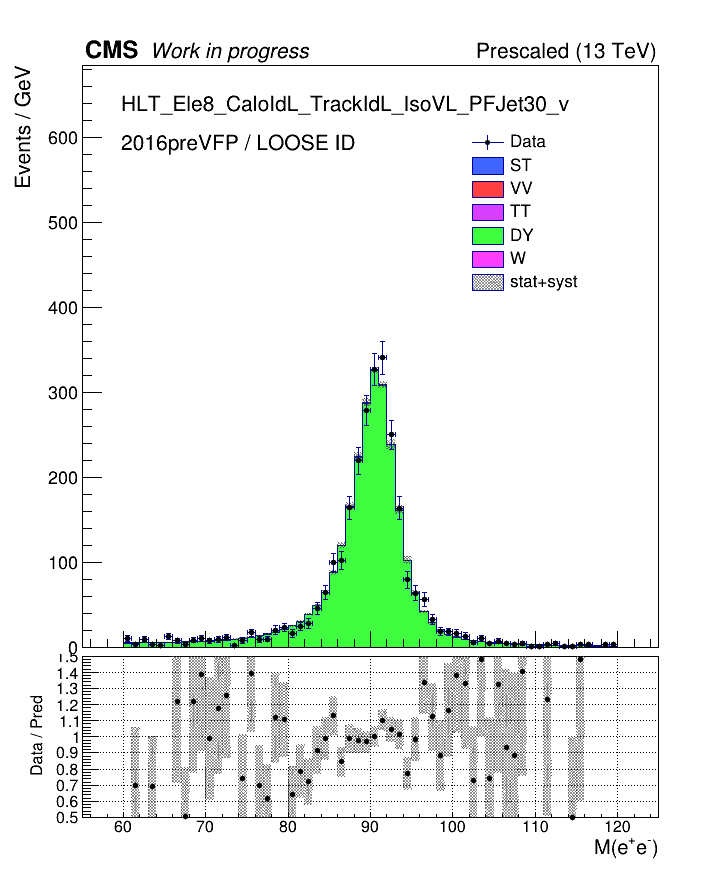 CMS Work in progress Prescaled (13 TeV)
Events / GeV
HLT_Ele8_CaloIdL_TrackIdL_IsoVL_PFJet30_v
2016preVFP / LOOSE ID
Data
ST
VV
TT
DY
W
stat+syst
600
500
400
300
200
100
0
Data / Pred
1.5
1.4
1.3
1.2
1.1
1
0.9
0.8
0.7
0.6
0.5
60 70 80 90 100 110 120
M(e⁺e⁻)